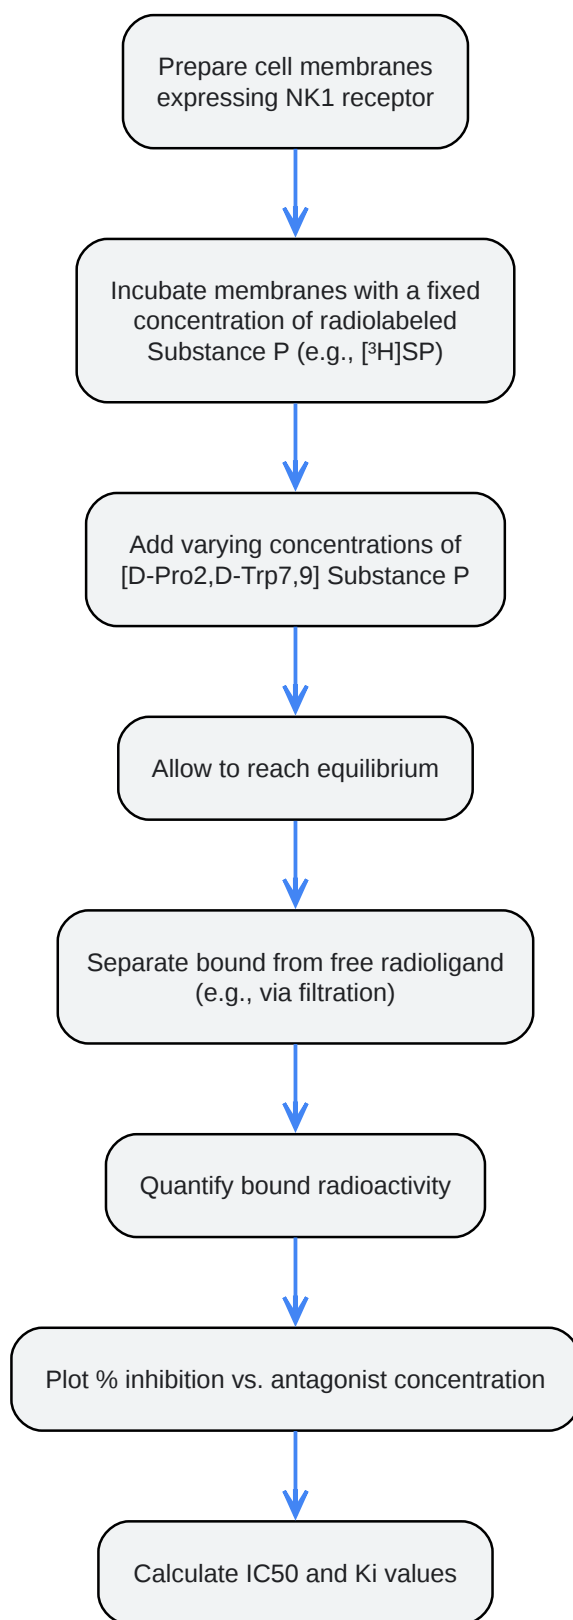 Prepare cell membranes
expressing NK1 receptor
Incubate membranes with a fixed
concentration of radiolabeled
Substance P (e.g., [³H]SP)
Add varying concentrations of
[D-Pro2,D-Trp7,9] Substance P
Allow to reach equilibrium
Separate bound from free radioligand
(e.g., via filtration)
Quantify bound radioactivity
Plot % inhibition vs. antagonist concentration
Calculate IC50 and Ki values